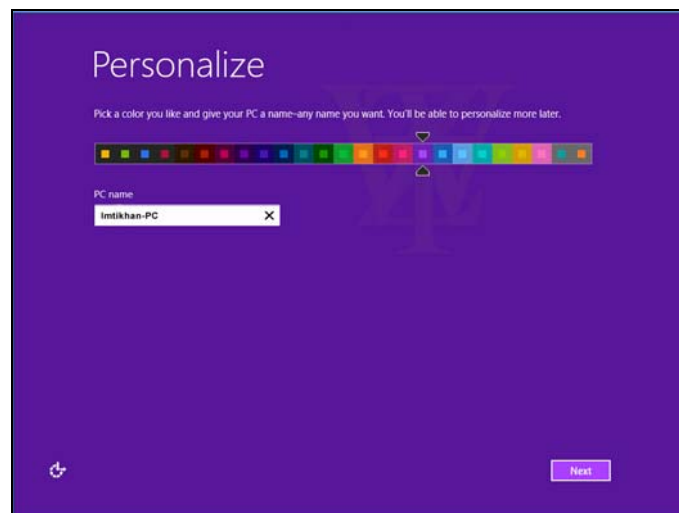 Personalize
Pick a color you like and give your PC a name–any name you want. You'll be able to personalize more later.
PC name
Imtikhan-PC
Next